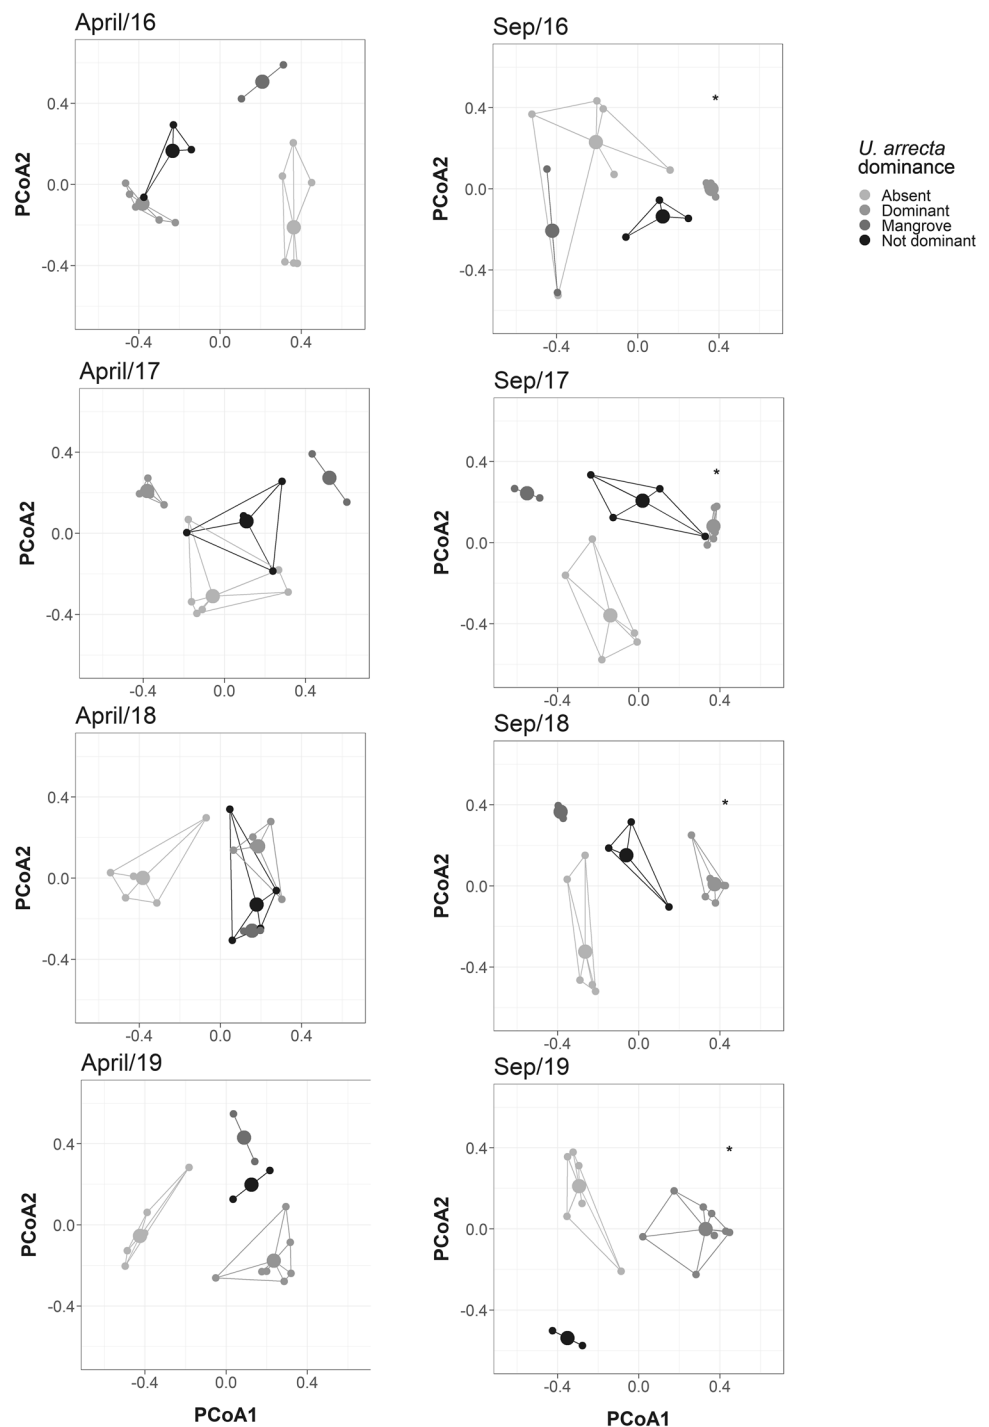 April/16
0.4
0.0
-0.4
PCoA2
-0.4 0.0 0.4
Sep/16
*
0.4
0.0
-0.4
PCoA2
-0.4 0.0 0.4
U. arrecta
dominance
Absent
Dominant
Mangrove
Not dominant
April/17
0.4
0.0
-0.4
PCoA2
-0.4 0.0 0.4
Sep/17
*
0.4
0.0
-0.4
PCoA2
-0.4 0.0 0.4
April/18
0.4
0.0
-0.4
PCoA2
-0.4 0.0 0.4
Sep/18
*
0.4
0.0
-0.4
PCoA2
-0.4 0.0 0.4
April/19
0.4
0.0
-0.4
PCoA2
-0.4 0.0 0.4
PCoA1
Sep/19
*
0.4
0.0
-0.4
PCoA2
-0.4 0.0 0.4
PCoA1